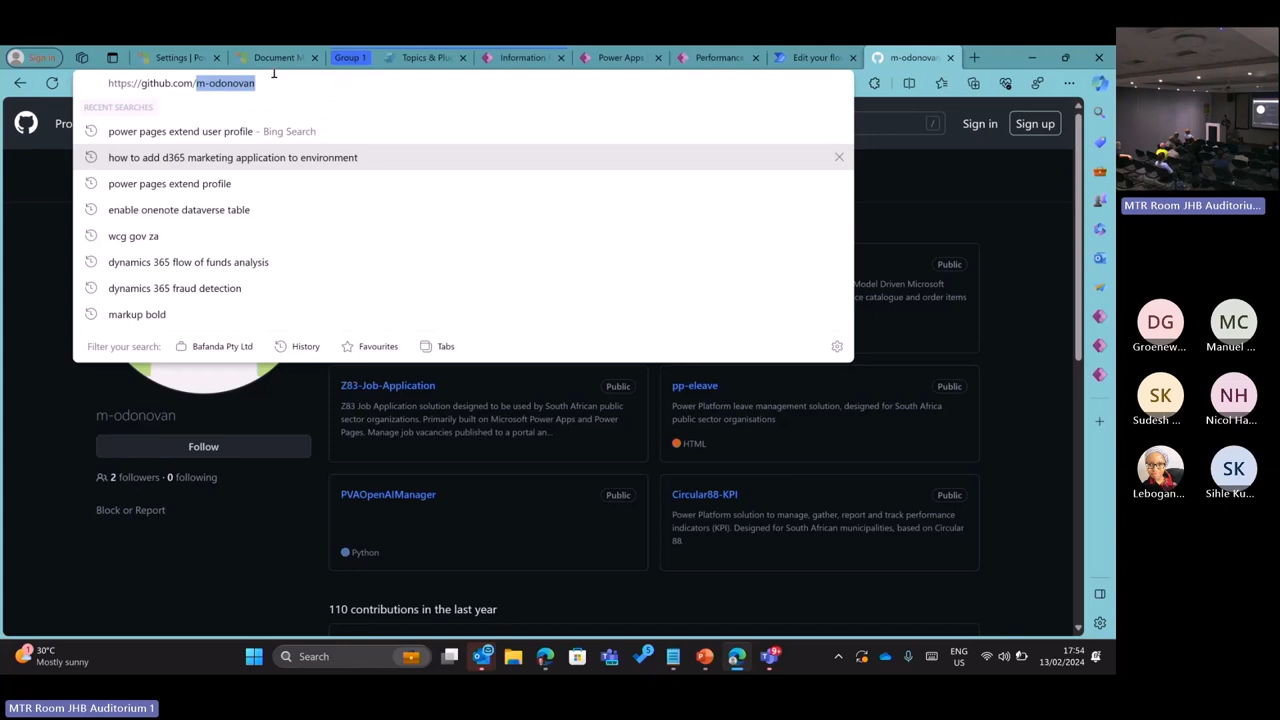 Sign in
Settings | Po
Document M
Group 1
Topics & Plu
Information
Power Apps
Performance
Edit your flow
m-odonovan
https://github.com/m-odonovan
RECENT SEARCHES
power pages extend user profile - Bing Search
how to add d365 marketing application to environment
power pages extend profile
enable onenote dataverse table
wcg gov za
dynamics 365 flow of funds analysis
dynamics 365 fraud detection
markup bold
Filter your search:
Bafanda Pty Ltd
History
Favourites
Tabs
Pro
/
Sign in
Sign up
Public
Model Driven Microsoft
ce catalogue and order items
m-odonovan
Follow
2 followers · 0 following
Block or Report
Z83-Job-Application
Public
Z83 Job Application solution designed to be used by South African public
sector organizations. Primarily built on Microsoft Power Apps and Power
Pages. Manage job vacancies published to a portal an...
pp-eleave
Public
Power Platform leave management solution, designed for South Africa
public sector organisations
HTML
PVAOpenAIManager
Public
Python
Circular88-KPI
Public
Power Platform solution to manage, gather, report and track performance
indicators (KPI). Designed for South African municipalities, based on Circular
88.
110 contributions in the last year
30°C
Mostly sunny
Search
5
9+
ENG
US
17:54
13/02/2024
MTR Room JHB Auditoriu...
DG
Groenew...
MC
Manuel ...
SK
Sudesh ...
NH
Nicol Ha...
Lebogan...
SK
Sihle Ku...
MTR Room JHB Auditorium 1